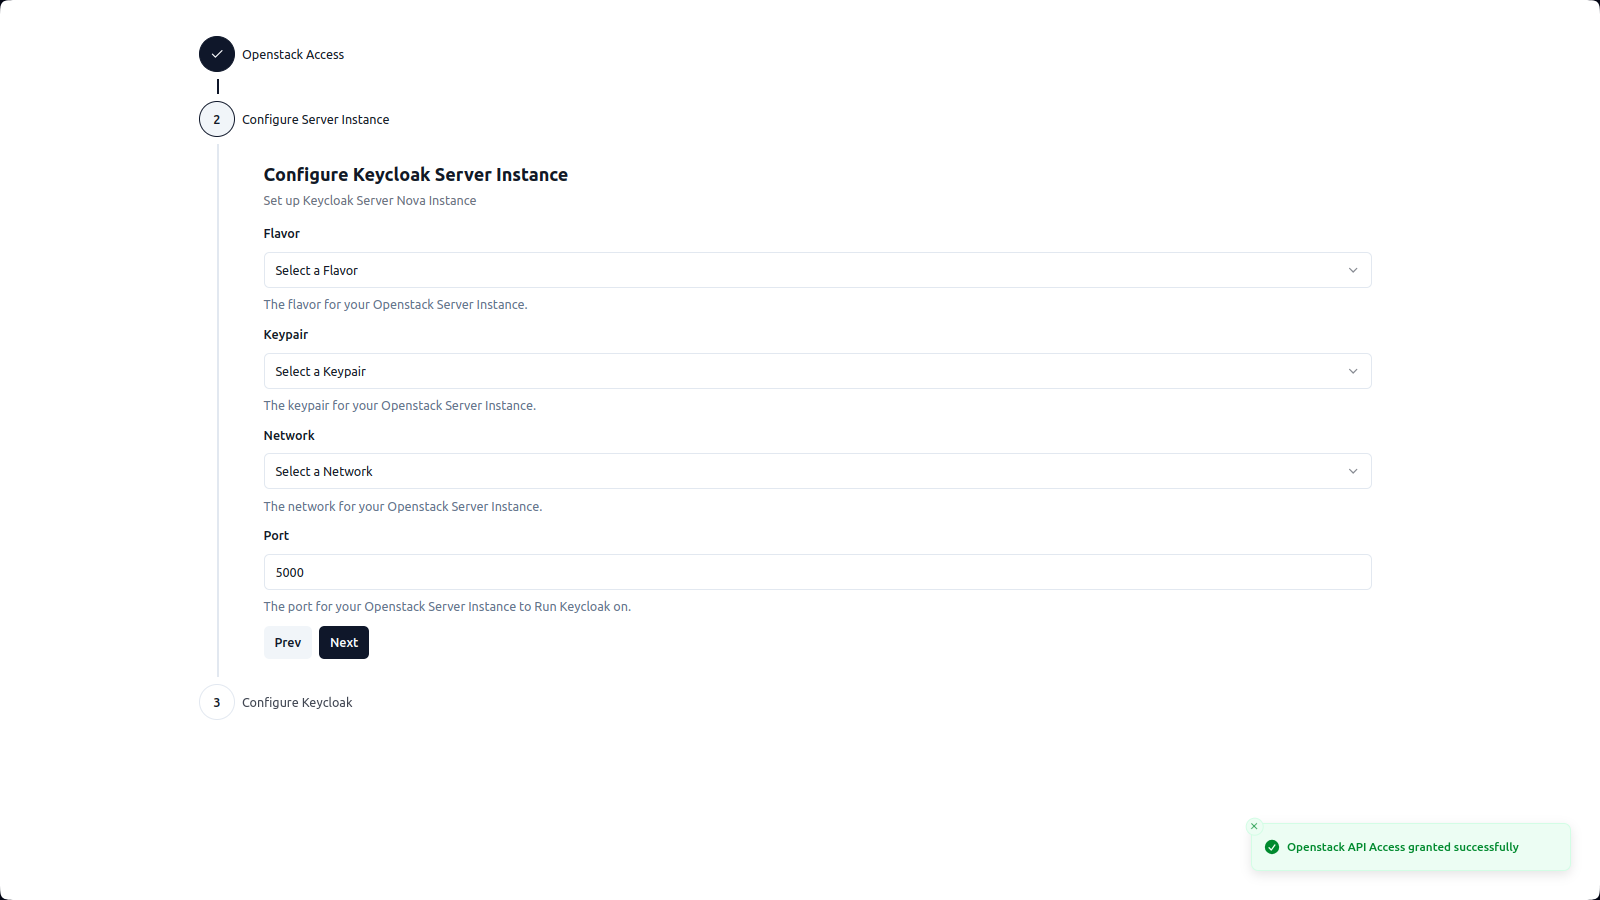 Openstack Access
2
Configure Server Instance
Configure Keycloak Server Instance
Set up Keycloak Server Nova Instance
Flavor
Select a Flavor
The flavor for your Openstack Server Instance.
Keypair
Select a Keypair
The keypair for your Openstack Server Instance.
Network
Select a Network
The network for your Openstack Server Instance.
Port
5000
The port for your Openstack Server Instance to Run Keycloak on.
Prev
Next
3
Configure Keycloak
Openstack API Access granted successfully